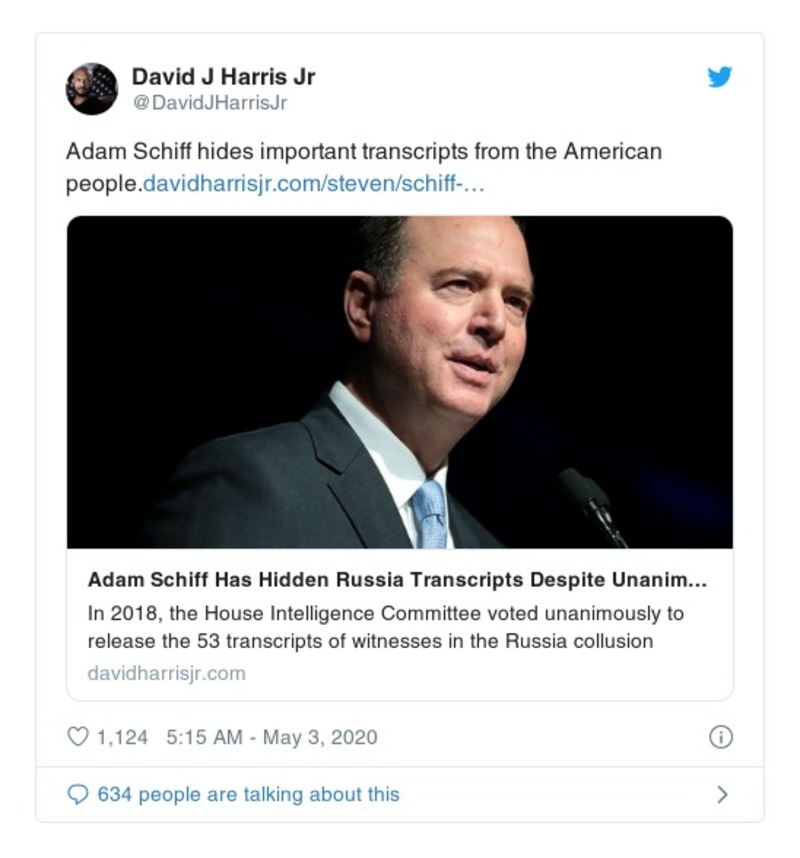 David J Harris Jr
@DavidJHarrisJr
Adam Schiff hides important transcripts from the American
people.davidharrisjr.com/steven/schiff-…
Adam Schiff Has Hidden Russia Transcripts Despite Unanim...
In 2018, the House Intelligence Committee voted unanimously to
release the 53 transcripts of witnesses in the Russia collusion
davidharrisjr.com
1,124 5:15 AM - May 3, 2020
634 people are talking about this